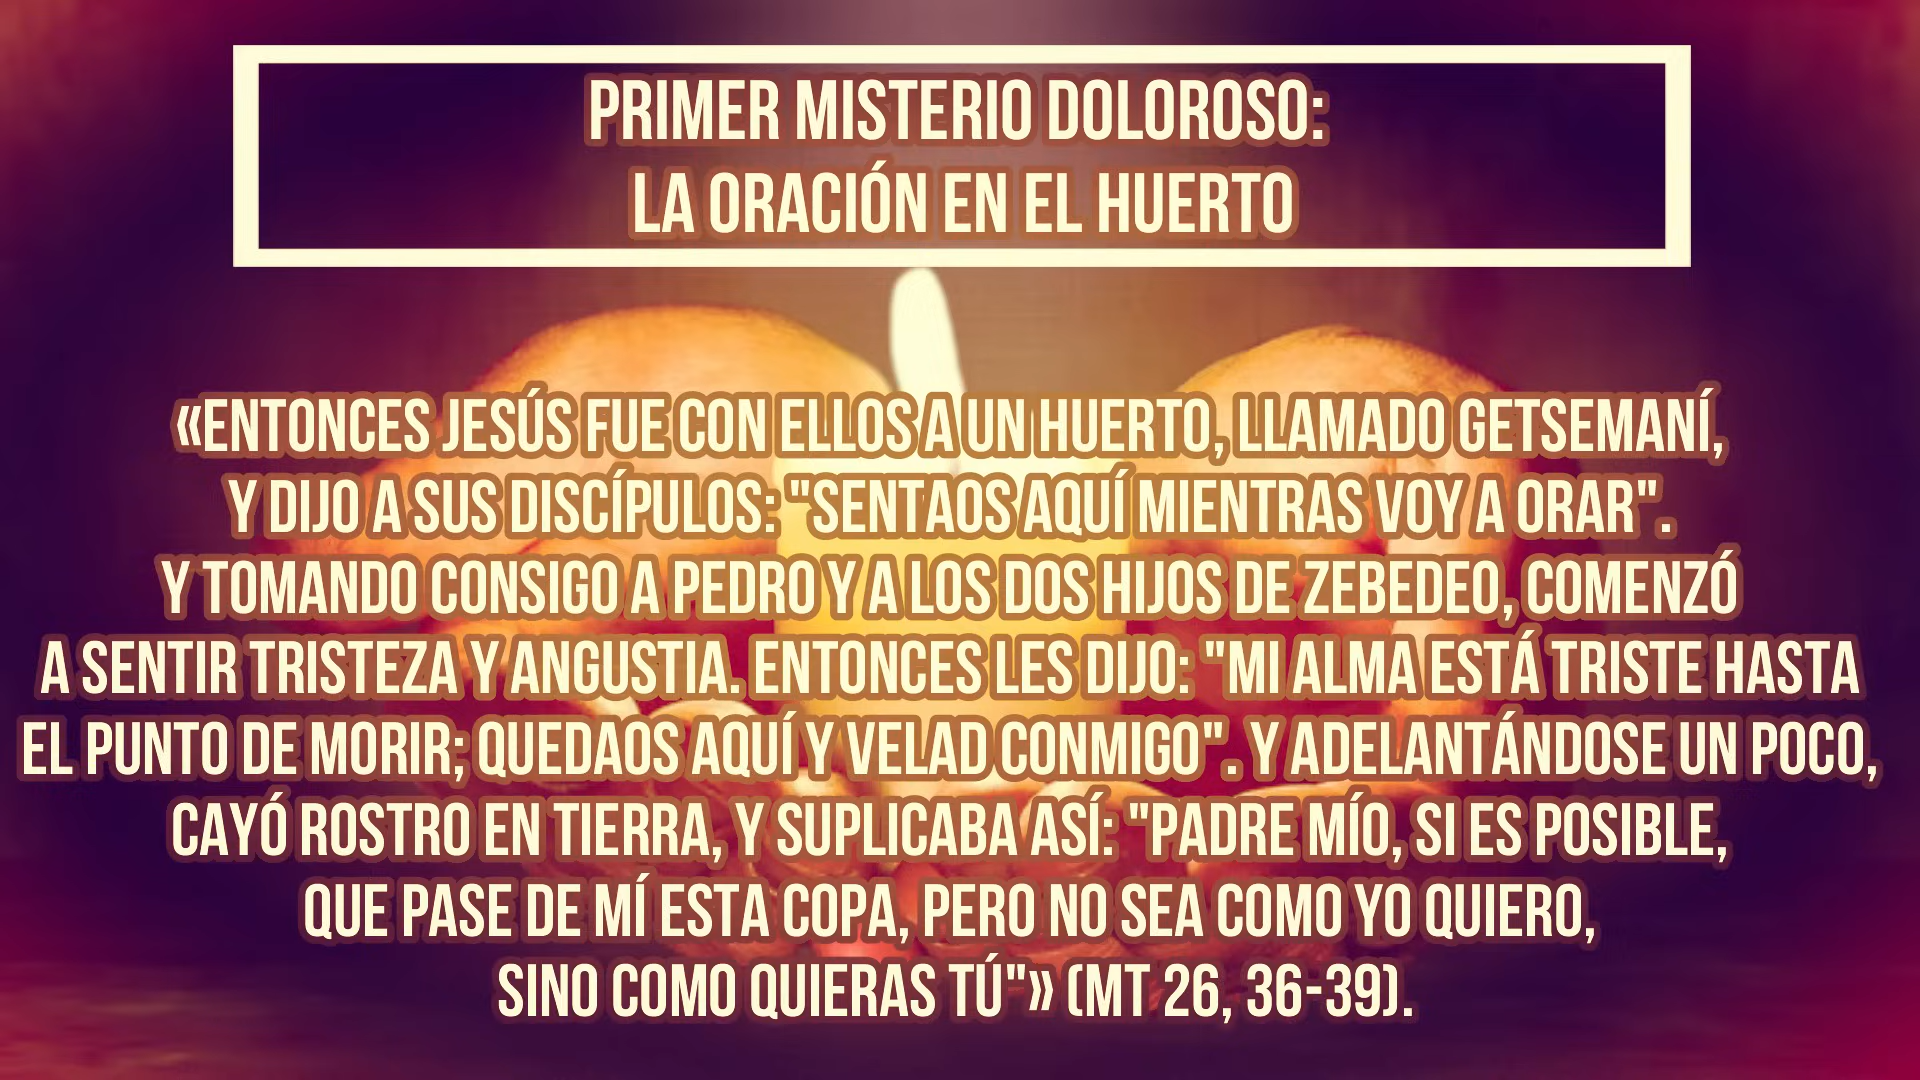 PRIMER MISTERIO DOLOROSO:
LA ORACIÓN EN EL HUERTO
«ENTONCES JESÚS FUE CON ELLOS A UN HUERTO, LLAMADO GETSEMANÍ,
Y DIJO A SUS DISCÍPULOS: "SENTAOS AQUÍ MIENTRAS VOY A ORAR".
Y TOMANDO CONSIGO A PEDRO Y A LOS DOS HIJOS DE ZEBEDEO, COMENZÓ
A SENTIR TRISTEZA Y ANGUSTIA. ENTONCES LES DIJO: "MI ALMA ESTÁ TRISTE HASTA
EL PUNTO DE MORIR; QUEDAOS AQUÍ Y VELAD CONMIGO". Y ADELANTÁNDOSE UN POCO,
CAYÓ ROSTRO EN TIERRA, Y SUPLICABA ASÍ: "PADRE MÍO, SI ES POSIBLE,
QUE PASE DE MÍ ESTA COPA, PERO NO SEA COMO YO QUIERO,
SINO COMO QUIERAS TÚ"» (MT 26, 36-39).